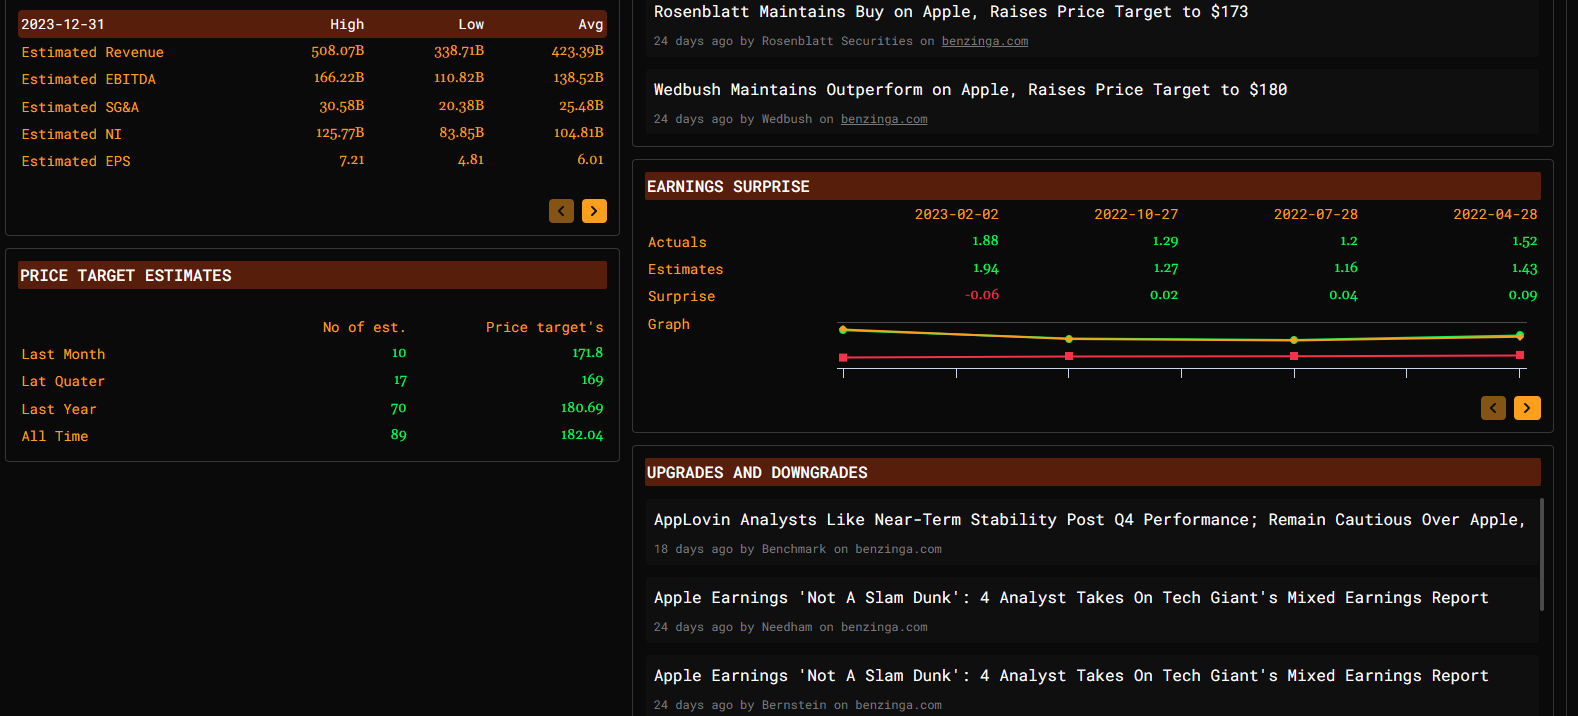 2023-12-31 High Low Avg
Estimated Revenue 508.07B 338.71B 423.39B
Estimated EBITDA 166.22B 110.82B 138.52B
Estimated SG&A 30.58B 20.38B 25.48B
Estimated NI 125.77B 83.85B 104.81B
Estimated EPS 7.21 4.81 6.01
PRICE TARGET ESTIMATES
No of est. Price target's
Last Month 10 171.8
Lat Quater 17 169
Last Year 70 180.69
All Time 89 182.04
Rosenblatt Maintains Buy on Apple, Raises Price Target to $173
24 days ago by Rosenblatt Securities on benzinga.com
Wedbush Maintains Outperform on Apple, Raises Price Target to $180
24 days ago by Wedbush on benzinga.com
EARNINGS SURPRISE
2023-02-02 2022-10-27 2022-07-28 2022-04-28
Actuals 1.88 1.29 1.2 1.52
Estimates 1.94 1.27 1.16 1.43
Surprise -0.06 0.02 0.04 0.09
Graph
UPGRADES AND DOWNGRADES
AppLovin Analysts Like Near-Term Stability Post Q4 Performance; Remain Cautious Over Apple,
18 days ago by Benchmark on benzinga.com
Apple Earnings 'Not A Slam Dunk': 4 Analyst Takes On Tech Giant's Mixed Earnings Report
24 days ago by Needham on benzinga.com
Apple Earnings 'Not A Slam Dunk': 4 Analyst Takes On Tech Giant's Mixed Earnings Report
24 days ago by Bernstein on benzinga.com